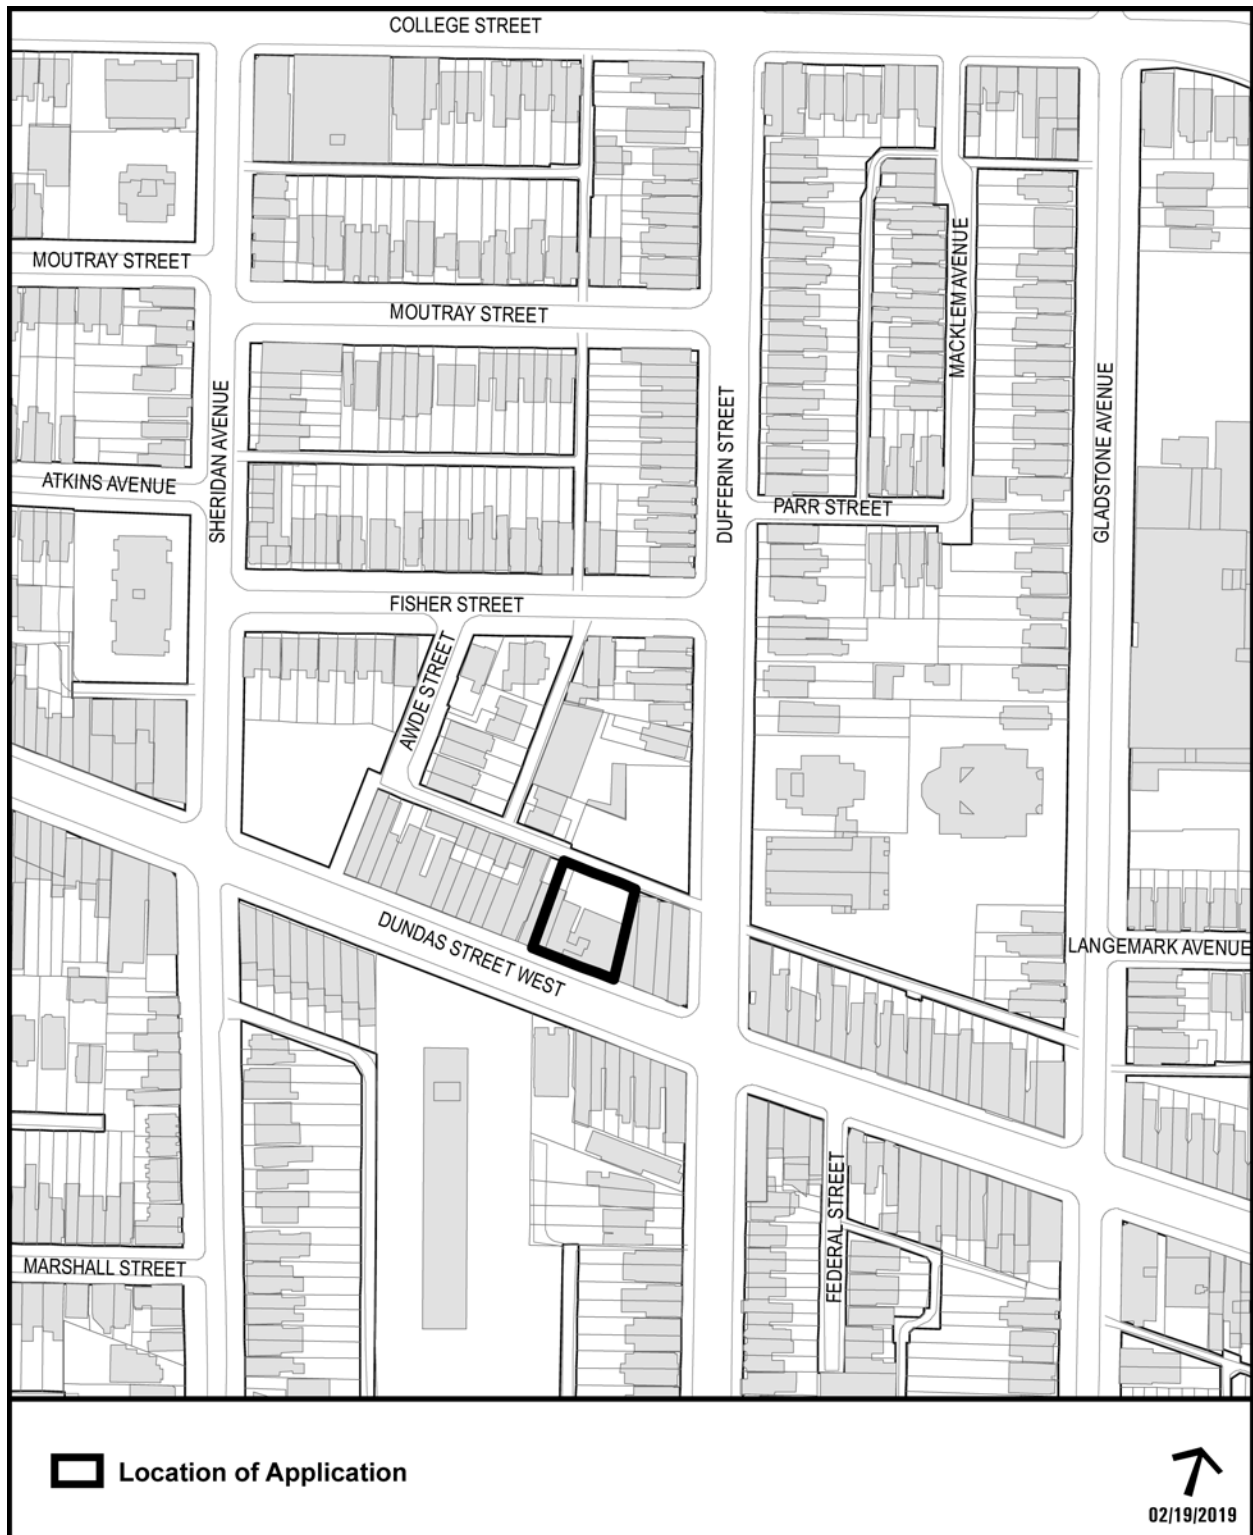 COLLEGE STREET
MOUTRAY STREET
MOUTRAY STREET
MACKLEM AVENUE
SHERIDAN AVENUE
DUFFERIN STREET
GLADSTONE AVENUE
ATKINS AVENUE
PARR STREET
FISHER STREET
AWDE STREET
DUNDAS STREET WEST
LANGEMARK AVENUE
FEDERAL STREET
MARSHALL STREET
Location of Application
02/19/2019